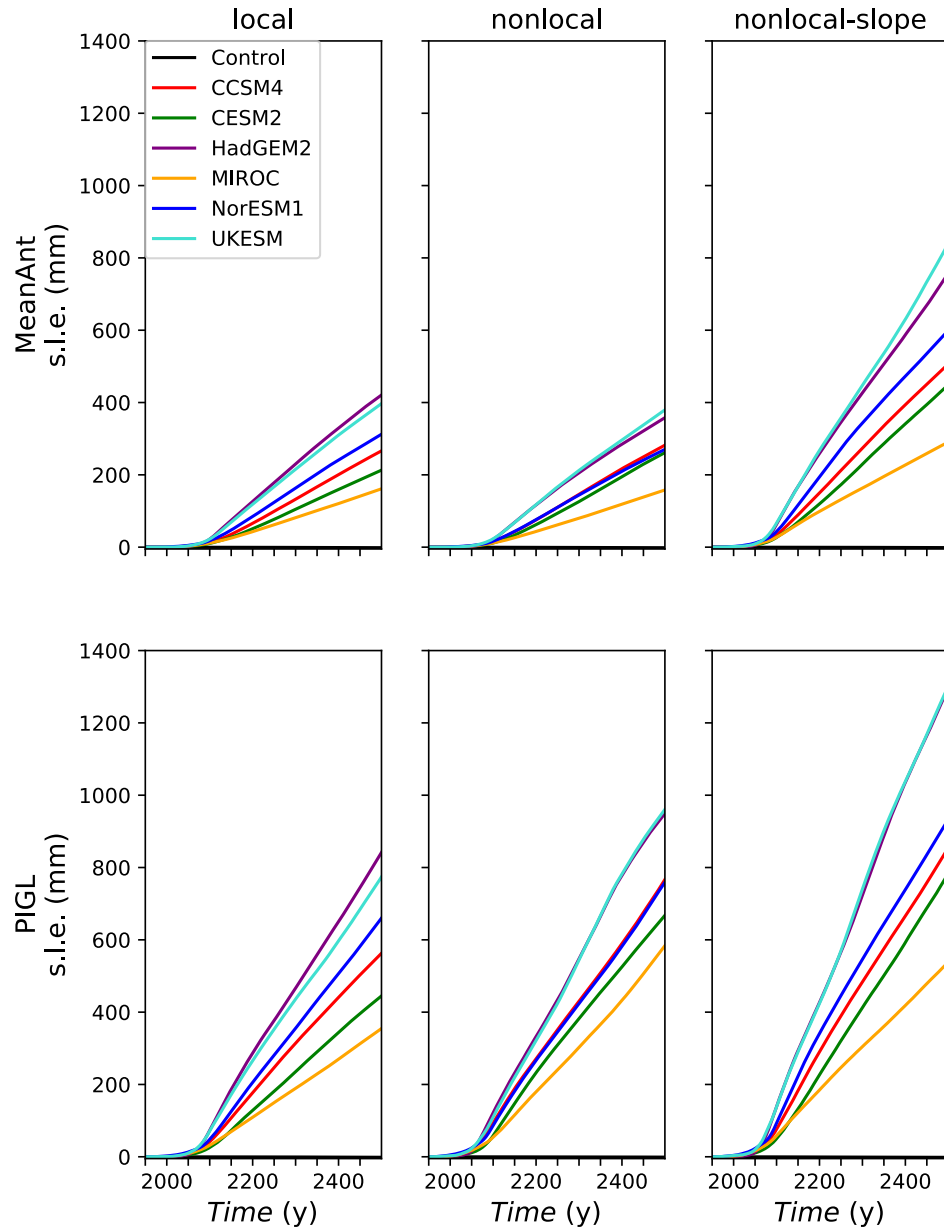 local nonlocal nonlocal-slope
1400
1200
1000
800
600
400
200
0
MeanAnt
s.l.e. (mm)
Control
CCSM4
CESM2
HadGEM2
MIROC
NorESM1
UKESM
1400
1200
1000
800
600
400
200
0
PIGL
s.l.e. (mm)
2000 2200 2400 2000 2200 2400 2000 2200 2400
Time (y) Time (y) Time (y)